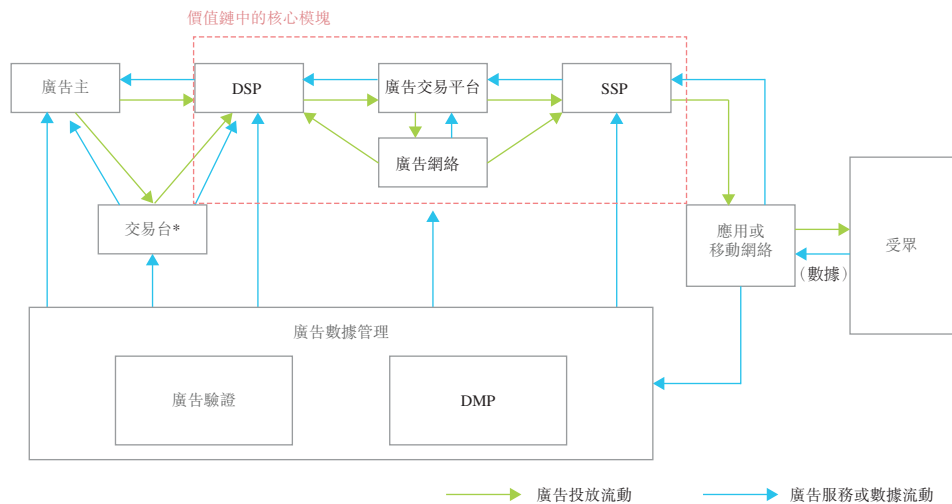 價值鏈中的核心模塊
廣告主
DSP
廣告交易平台
SSP
廣告網絡
交易台*
應用或
移動網絡
受眾
（數據）
廣告數據管理
廣告驗證
DMP
廣告投放流動
廣告服務或數據流動